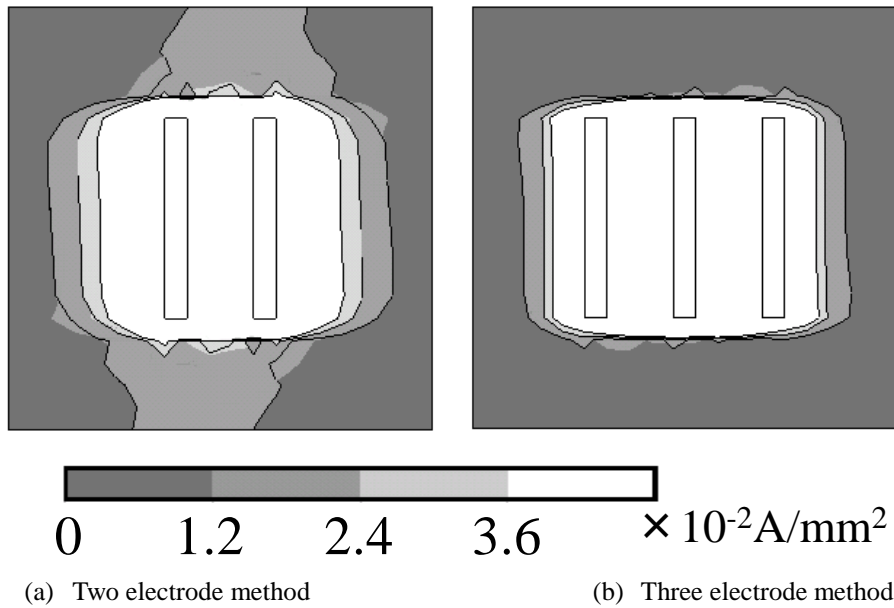 0 1.2 2.4 3.6 × 10⁻²A/mm²
(a) Two electrode method (b) Three electrode method